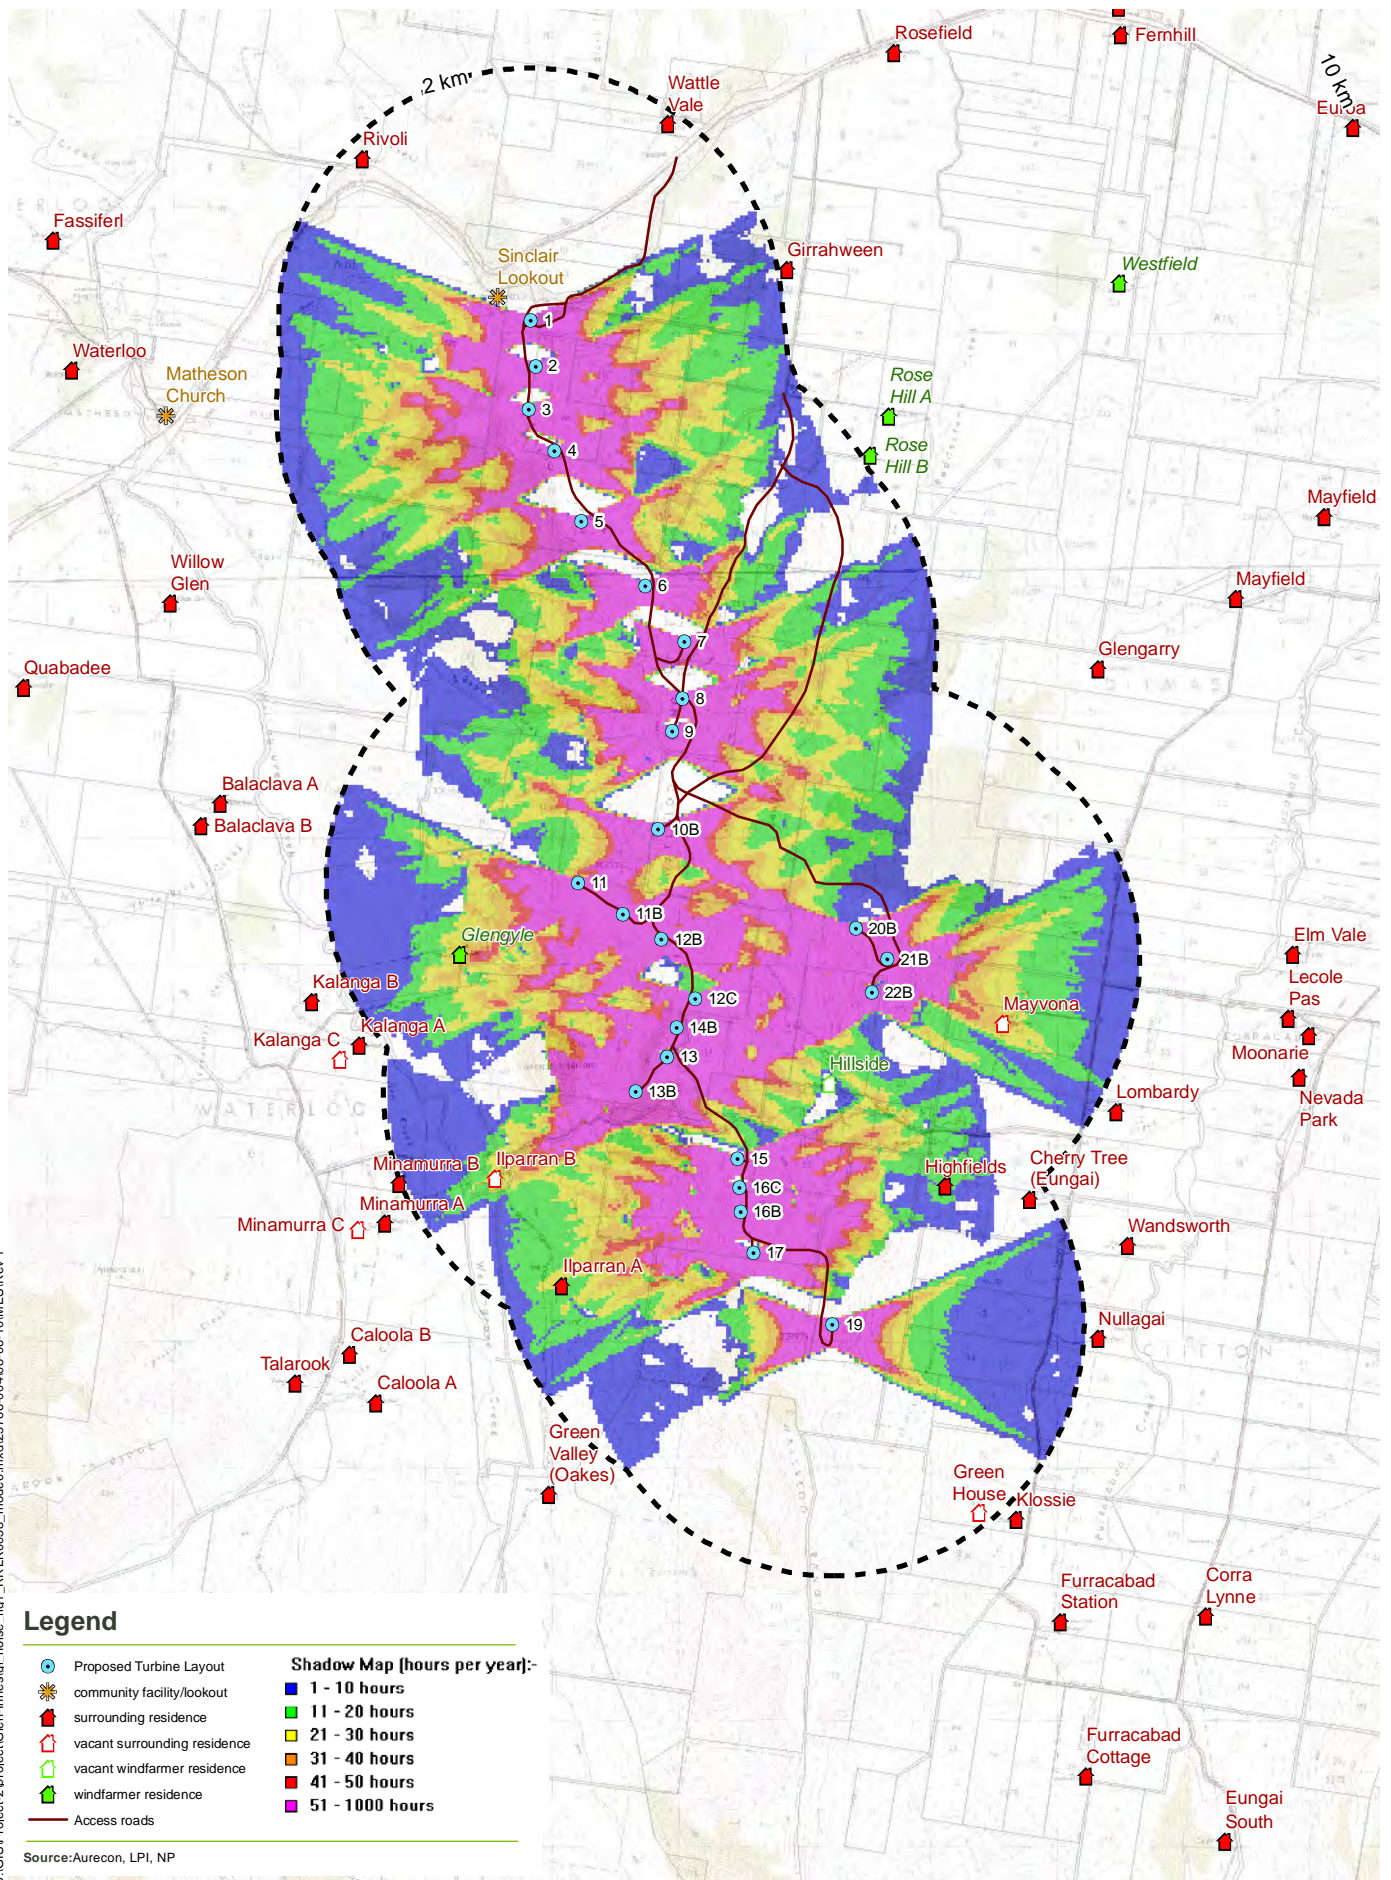 Rosefield
Fernhill
10 km
2 km
Wattle
Vale
Euroa
Rivoli
Fassiferl
Sinclair
Lookout
Girrahween
Westfield
1
Waterloo
2
Matheson
Church
Rose
Hill A
3
4
Rose
Hill B
5
Mayfield
Willow
Glen
6
Mayfield
7
Glengarry
Quabadee
8
9
Balaclava A
Balaclava B
10B
11
11B
Glengyle
12B
20B
21B
Elm Vale
Kalanga B
22B
12C
Lecole
Pas
Mayvona
Kalanga A
Kalanga C
14B
13
Moonarie
Hillside
13B
Nevada
Park
Lombardy
WATERLOO
Minamurra B
Ilparran B
15
Highfields
Cherry Tree
(Eungai)
16C
Minamurra A
Minamurra C
16B
Wandsworth
17
Ilparran A
19
Nullagai
Caloola B
Talarook
Caloola A
Green
Valley
(Oakes)
Green
House
Klossie
Furracabad
Station
Corra
Lynne
Furracabad
Cottage
Eungai
South
Legend
Proposed Turbine Layout
community facility/lookout
surrounding residence
vacant surrounding residence
vacant windfarmer residence
windfarmer residence
Access roads
Shadow Map (hours per year):-
1 - 10 hours
11 - 20 hours
21 - 30 hours
31 - 40 hours
41 - 50 hours
51 - 1000 hours
Source:Aurecon, LPI, NP